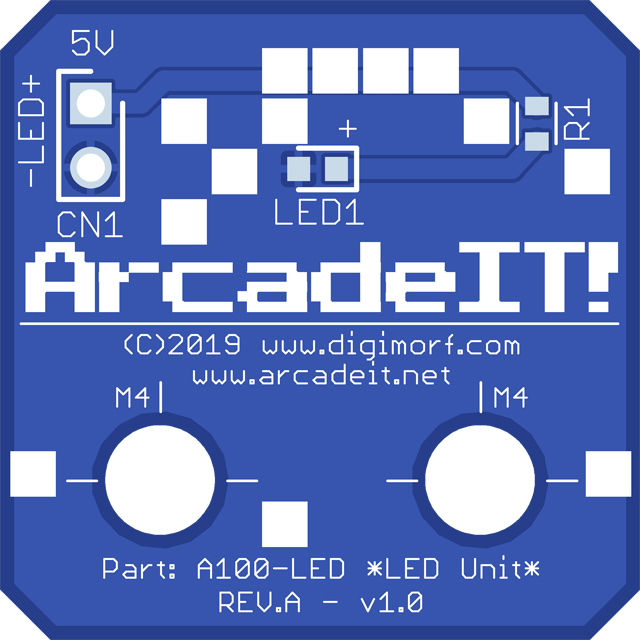 5V
-LED+
+
R1
CN1
LED1
ArcadeIT!
(C)2019 www.digimorf.com
www.arcadeit.net
M4
M4
Part: A100-LED *LED Unit*
REV.A - v1.0